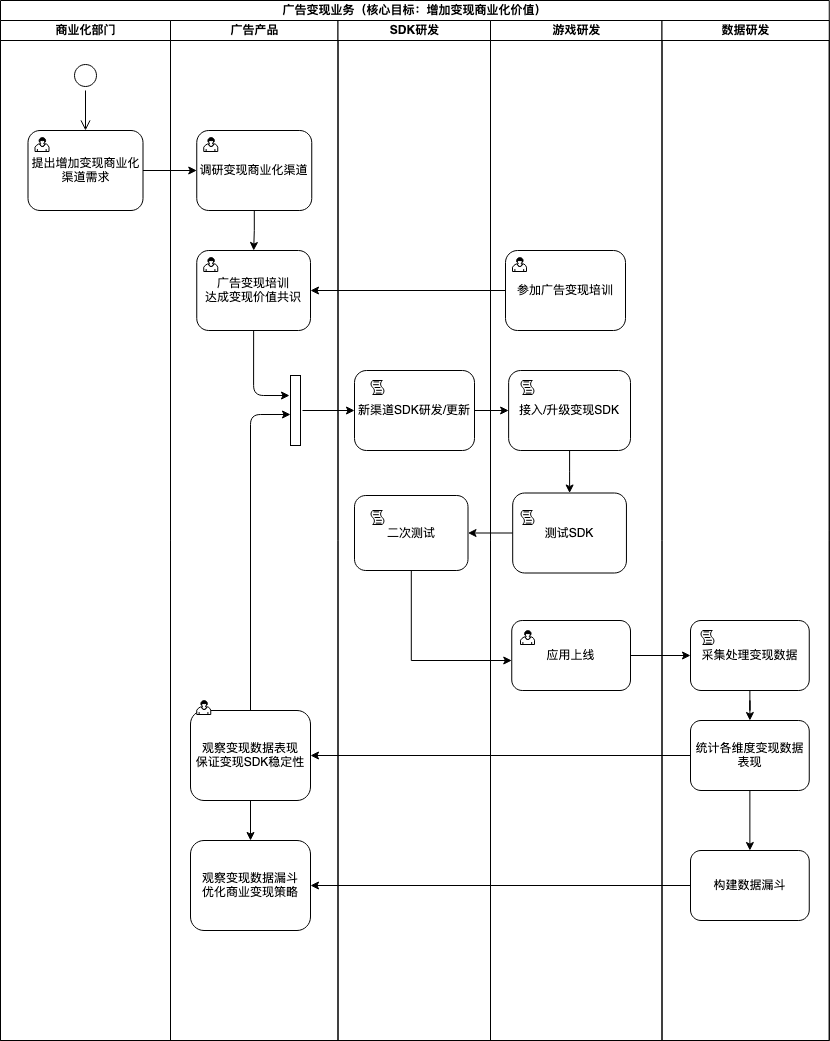 广告变现业务（核心目标：增加变现商业化价值）
商业化部门
广告产品
SDK研发
游戏研发
数据研发
提出增加变现商业化
渠道需求
调研变现商业化渠道
广告变现培训
达成变现价值共识
参加广告变现培训
新渠道SDK研发/更新
接入/升级变现SDK
二次测试
测试SDK
应用上线
采集处理变现数据
观察变现数据表现
保证变现SDK稳定性
统计各维度变现数据
表现
观察变现数据漏斗
优化商业变现策略
构建数据漏斗